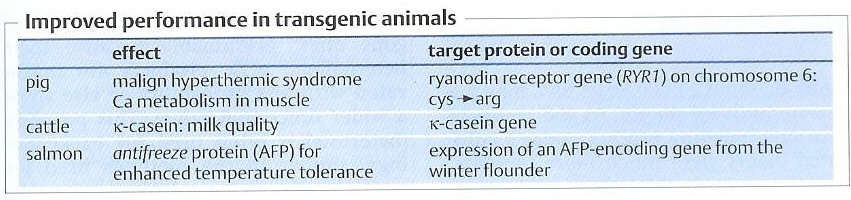 Improved performance in transgenic animals
effect target protein or coding gene
pig malign hyperthermic syndrome ryanodin receptor gene (RYR1) on chromosome 6:
Ca metabolism in muscle cys → arg
cattle κ-casein: milk quality κ-casein gene
salmon antifreeze protein (AFP) for expression of an AFP-encoding gene from the
enhanced temperature tolerance winter flounder